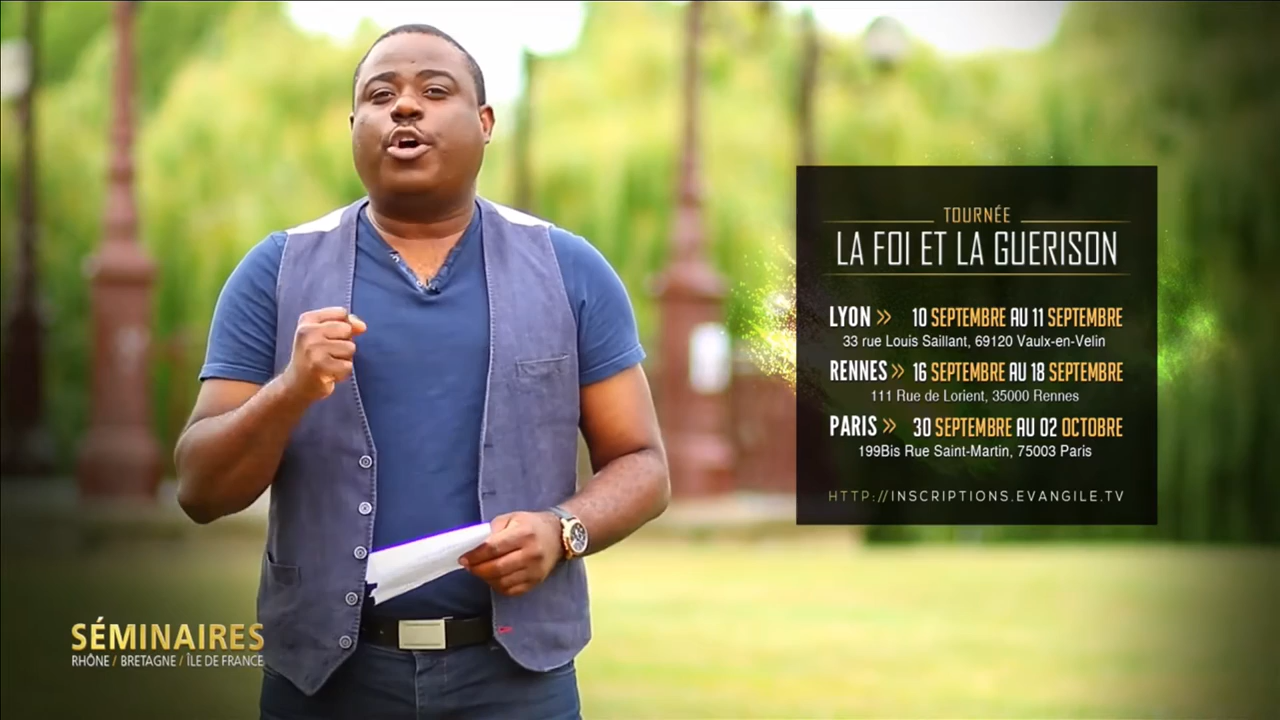 TOURNÉE
LA FOI ET LA GUERISON
LYON » 10 SEPTEMBRE AU 11 SEPTEMBRE
33 rue Louis Saillant, 69120 Vaulx-en-Velin
RENNES » 16 SEPTEMBRE AU 18 SEPTEMBRE
111 Rue de Lorient, 35000 Rennes
PARIS » 30 SEPTEMBRE AU 02 OCTOBRE
199Bis Rue Saint-Martin, 75003 Paris
HTTP://INSCRIPTIONS.EVANGILE.TV
SÉMINAIRES
RHÔNE / BRETAGNE / ÎLE DE FRANCE